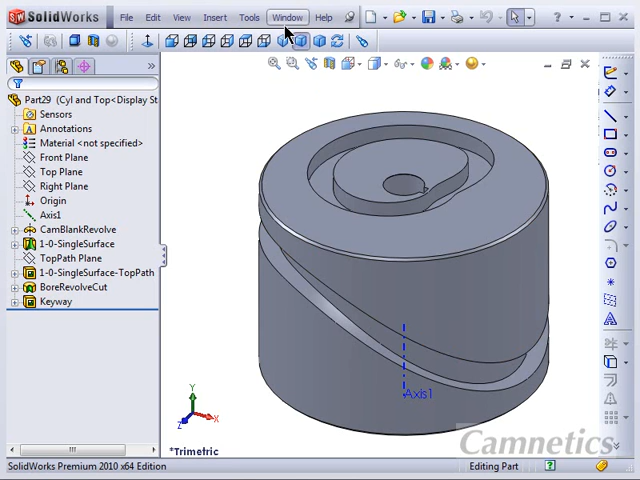 SolidWorks File Edit View Insert Tools Window Help
Part29 (Cyl and Top<Display St
Sensors
Annotations
Material <not specified>
Front Plane
Top Plane
Right Plane
Origin
Axis1
CamBlankRevolve
1-0-SingleSurface
TopPath Plane
1-0-SingleSurface-TopPath
BoreRevolveCut
Keyway
Axis1
Y
X
Z
*Trimetric
Camnetics
SolidWorks Premium 2010 x64 Edition Editing Part